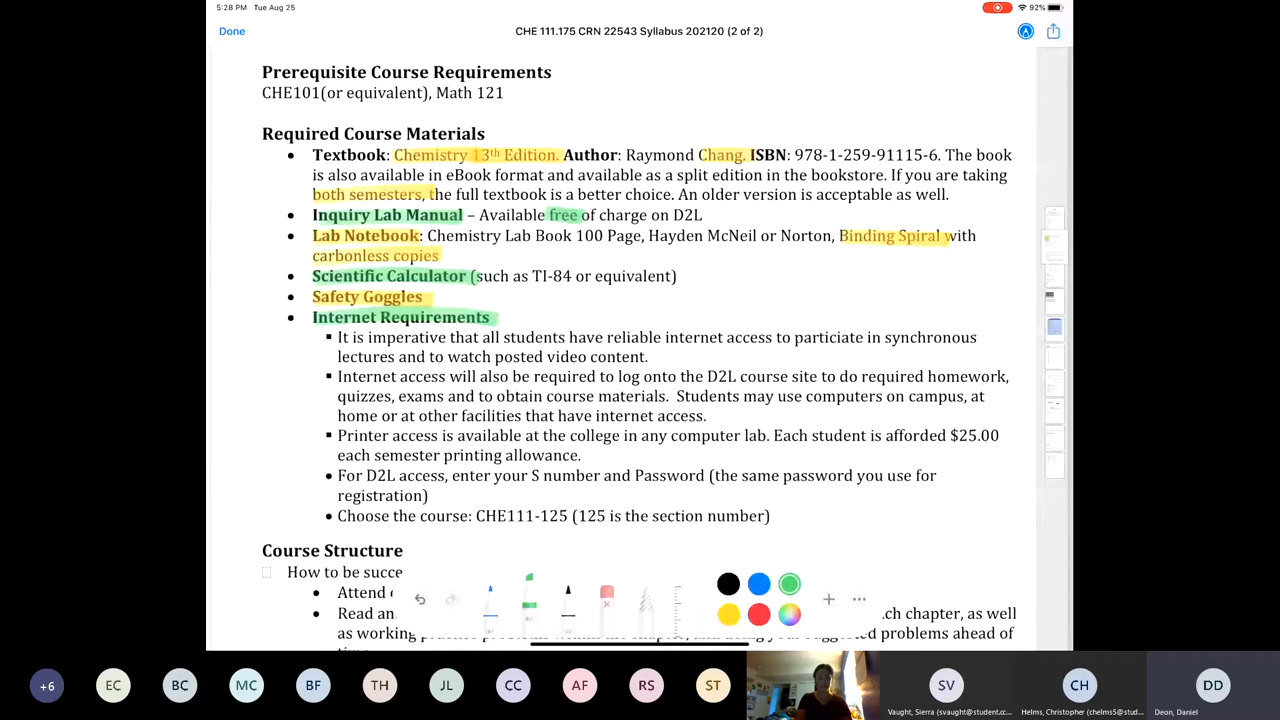 5:28 PM Tue Aug 25
92%
Done
CHE 111.175 CRN 22543 Syllabus 202120 (2 of 2)
Prerequisite Course Requirements
CHE101(or equivalent), Math 121
Required Course Materials
• Textbook: Chemistry 13th Edition. Author: Raymond Chang. ISBN: 978-1-259-91115-6. The book
is also available in eBook format and available as a split edition in the bookstore. If you are taking
both semesters, the full textbook is a better choice. An older version is acceptable as well.
• Inquiry Lab Manual – Available free of charge on D2L
• Lab Notebook: Chemistry Lab Book 100 Page, Hayden McNeil or Norton, Binding Spiral with
carbonless copies
• Scientific Calculator (such as TI-84 or equivalent)
• Safety Goggles
• Internet Requirements
▪ It is imperative that all students have reliable internet access to particiate in synchronous
lectures and to watch posted video content.
▪ Internet access will also be required to log onto the D2L course site to do required homework,
quizzes, exams and to obtain course materials. Students may use computers on campus, at
home or at other facilities that have internet access.
▪ Printer access is available at the college in any computer lab. Each student is afforded $25.00
each semester printing allowance.
• For D2L access, enter your S number and Password (the same password you use for
registration)
• Choose the course: CHE111-125 (125 is the section number)
Course Structure
How to be succe
• Attend
• Read an ch chapter, as well
as working problems ahead of
+6 EC BC MC BF TH JL CC AF RS ST SV CH DD
Vaught, Sierra (svaught@student.cc... Helms, Christopher (chelms5@stud... Deon, Daniel